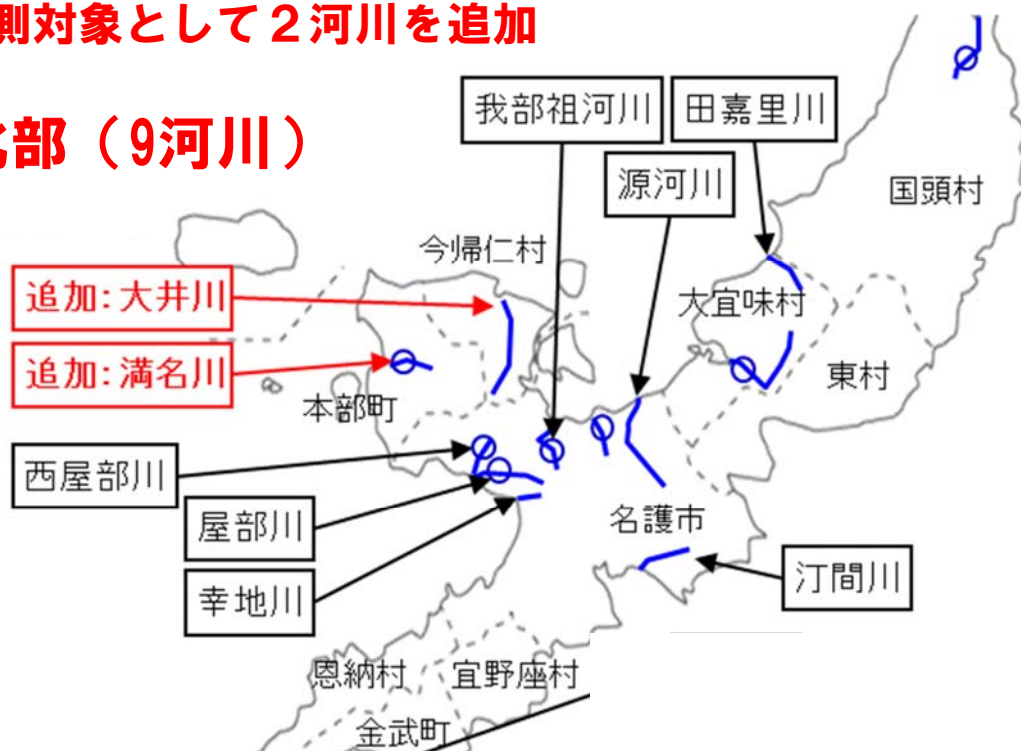 測対象として２河川を追加
北部（9河川）
我部祖河川
田嘉里川
源河川
国頭村
今帰仁村
追加:大井川
大宜味村
追加:満名川
東村
本部町
西屋部川
屋部川
名護市
汀間川
幸地川
恩納村
宜野座村
金武町